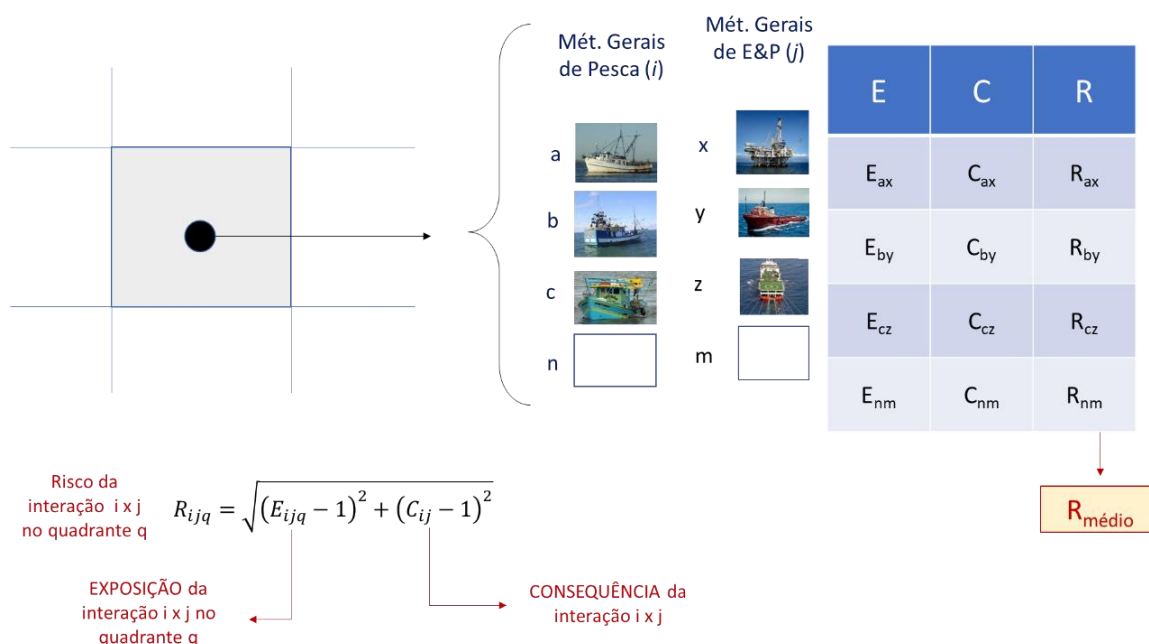 Mét. Gerais
de Pesca (i)
Mét. Gerais
de E&P (j)
a
b
c
n
x
y
z
m
E C R
E_ax C_ax R_ax
E_by C_by R_by
E_cz C_cz R_cz
E_nm C_nm R_nm
R_médio
Risco da
interação i x j
no quadrante q
R_ijq = √((E_ijq − 1)² + (C_ij − 1)²)
EXPOSIÇÃO da
interação i x j no
quadrante q
CONSEQUÊNCIA da
interação i x j